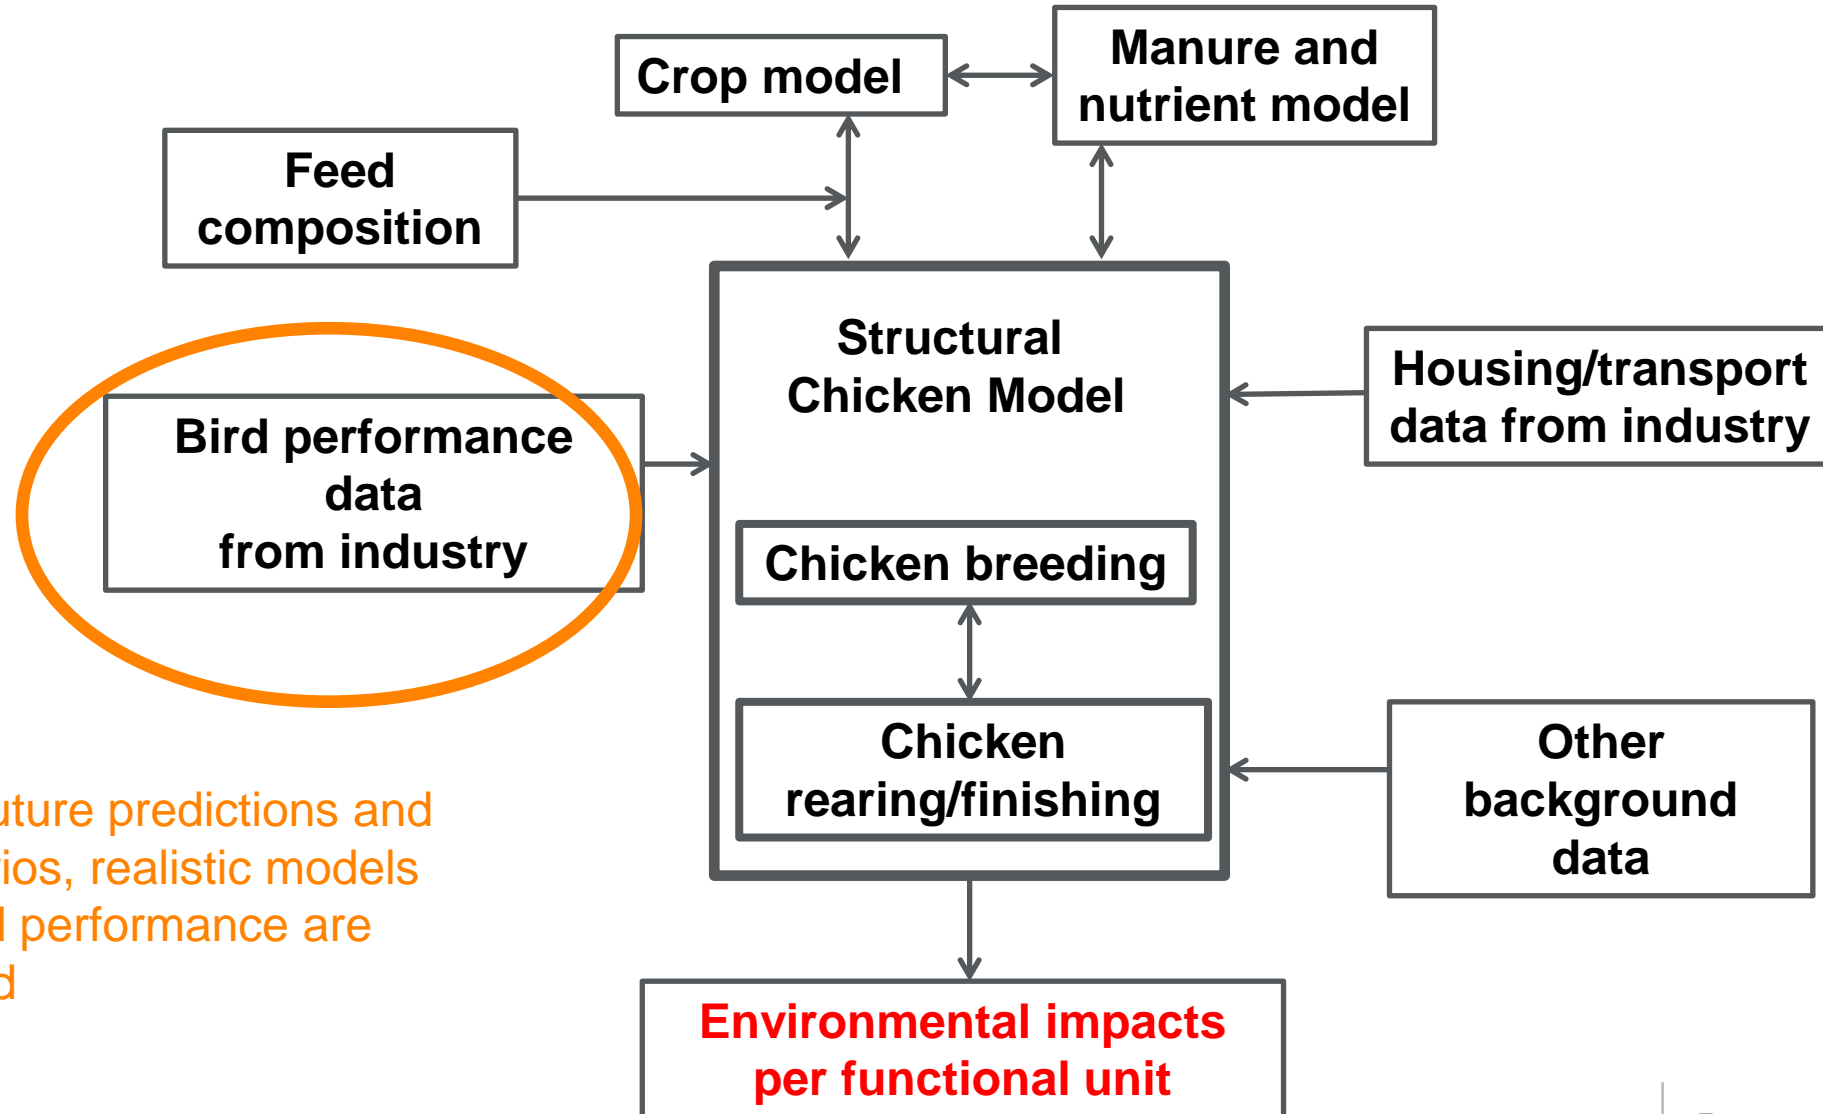 Crop model
Manure and
nutrient model
Feed
composition
Structural
Chicken Model
Housing/transport
data from industry
Bird performance
data
from industry
Chicken breeding
Chicken
rearing/finishing
Other
background
data
uture predictions and
ios, realistic models
performance are
Environmental impacts
per functional unit